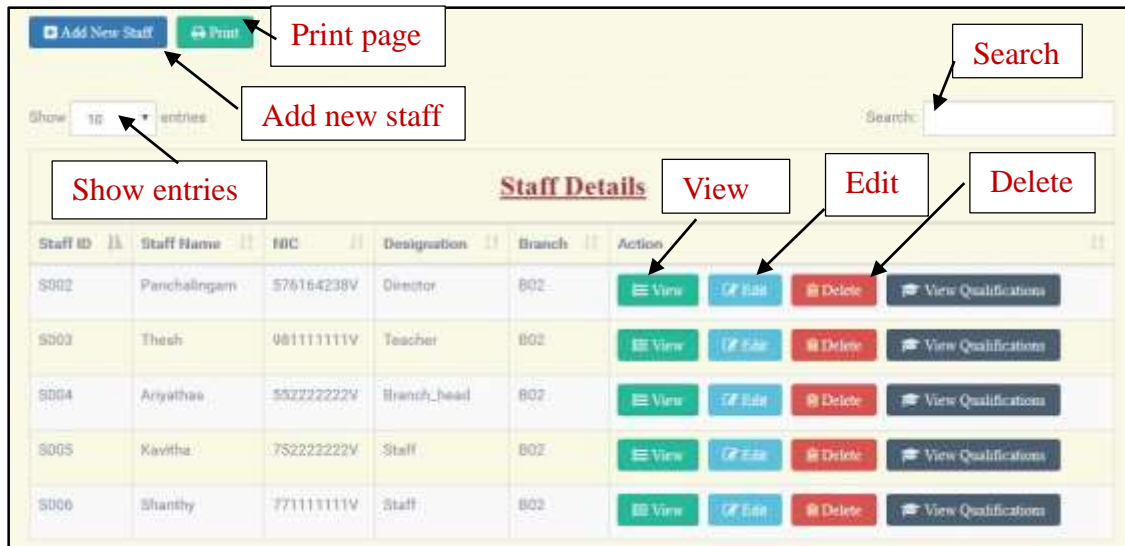 Add New Staff Print Print page
Search
Show 10 entries Add new staff Search:
Show entries Staff Details View Edit Delete
Staff ID Staff Name NIC Designation Branch Action
S002 Panchalingam 576164238V Director B02 View Edit Delete View Qualifications
S003 Thesh 981111111V Teacher B02 View Edit Delete View Qualifications
S004 Ariyathas 552222222V Branch_head B02 View Edit Delete View Qualifications
S005 Kavitha 752222222V Staff B02 View Edit Delete View Qualifications
S006 Shanthy 771111111V Staff B02 View Edit Delete View Qualifications